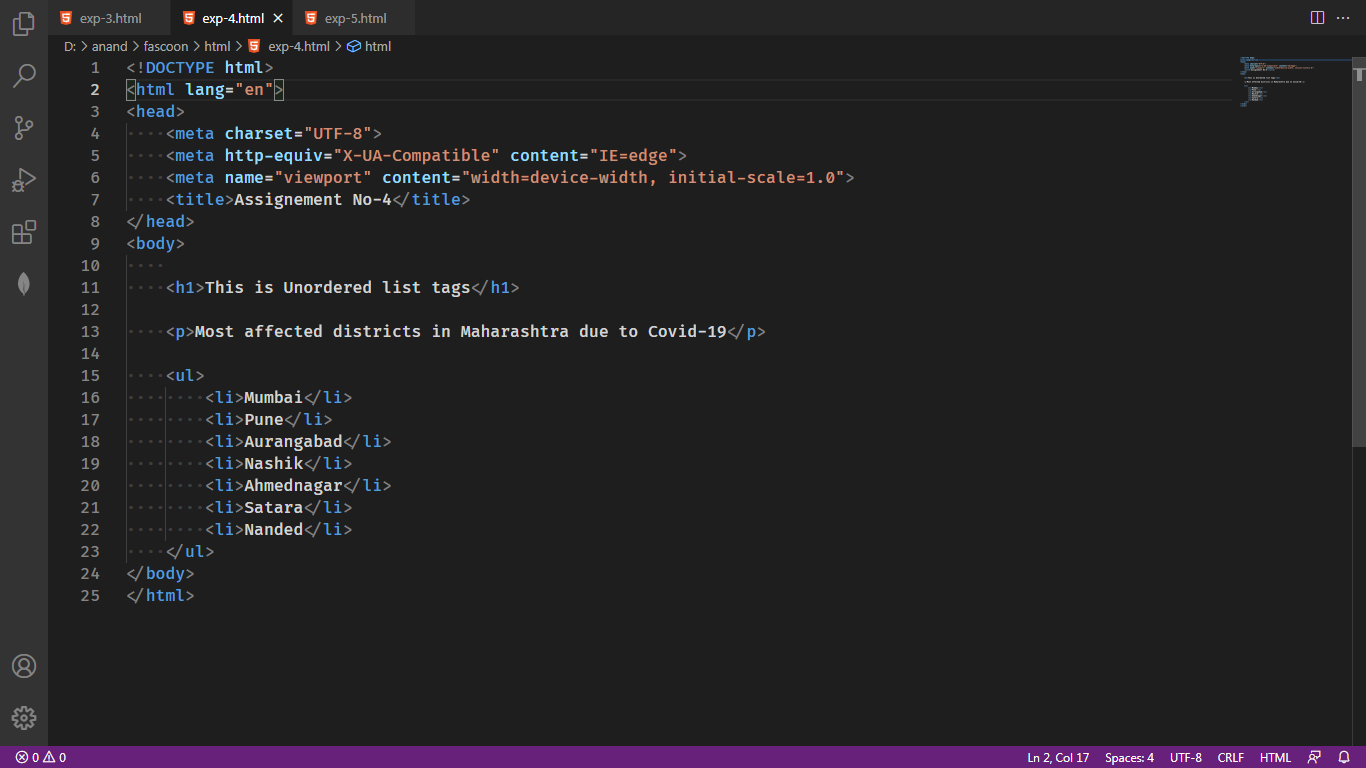 exp-3.html exp-4.html exp-5.html
D: > anand > fascoon > html > exp-4.html > html
1 <!DOCTYPE html>
2 <html lang="en">
3 <head>
4 <meta charset="UTF-8">
5 <meta http-equiv="X-UA-Compatible" content="IE=edge">
6 <meta name="viewport" content="width=device-width, initial-scale=1.0">
7 <title>Assignement No-4</title>
8 </head>
9 <body>
10
11 <h1>This is Unordered list tags</h1>
12
13 <p>Most affected districts in Maharashtra due to Covid-19</p>
14
15 <ul>
16 <li>Mumbai</li>
17 <li>Pune</li>
18 <li>Aurangabad</li>
19 <li>Nashik</li>
20 <li>Ahmednagar</li>
21 <li>Satara</li>
22 <li>Nanded</li>
23 </ul>
24 </body>
25 </html>
0 0 Ln 2, Col 17 Spaces: 4 UTF-8 CRLF HTML